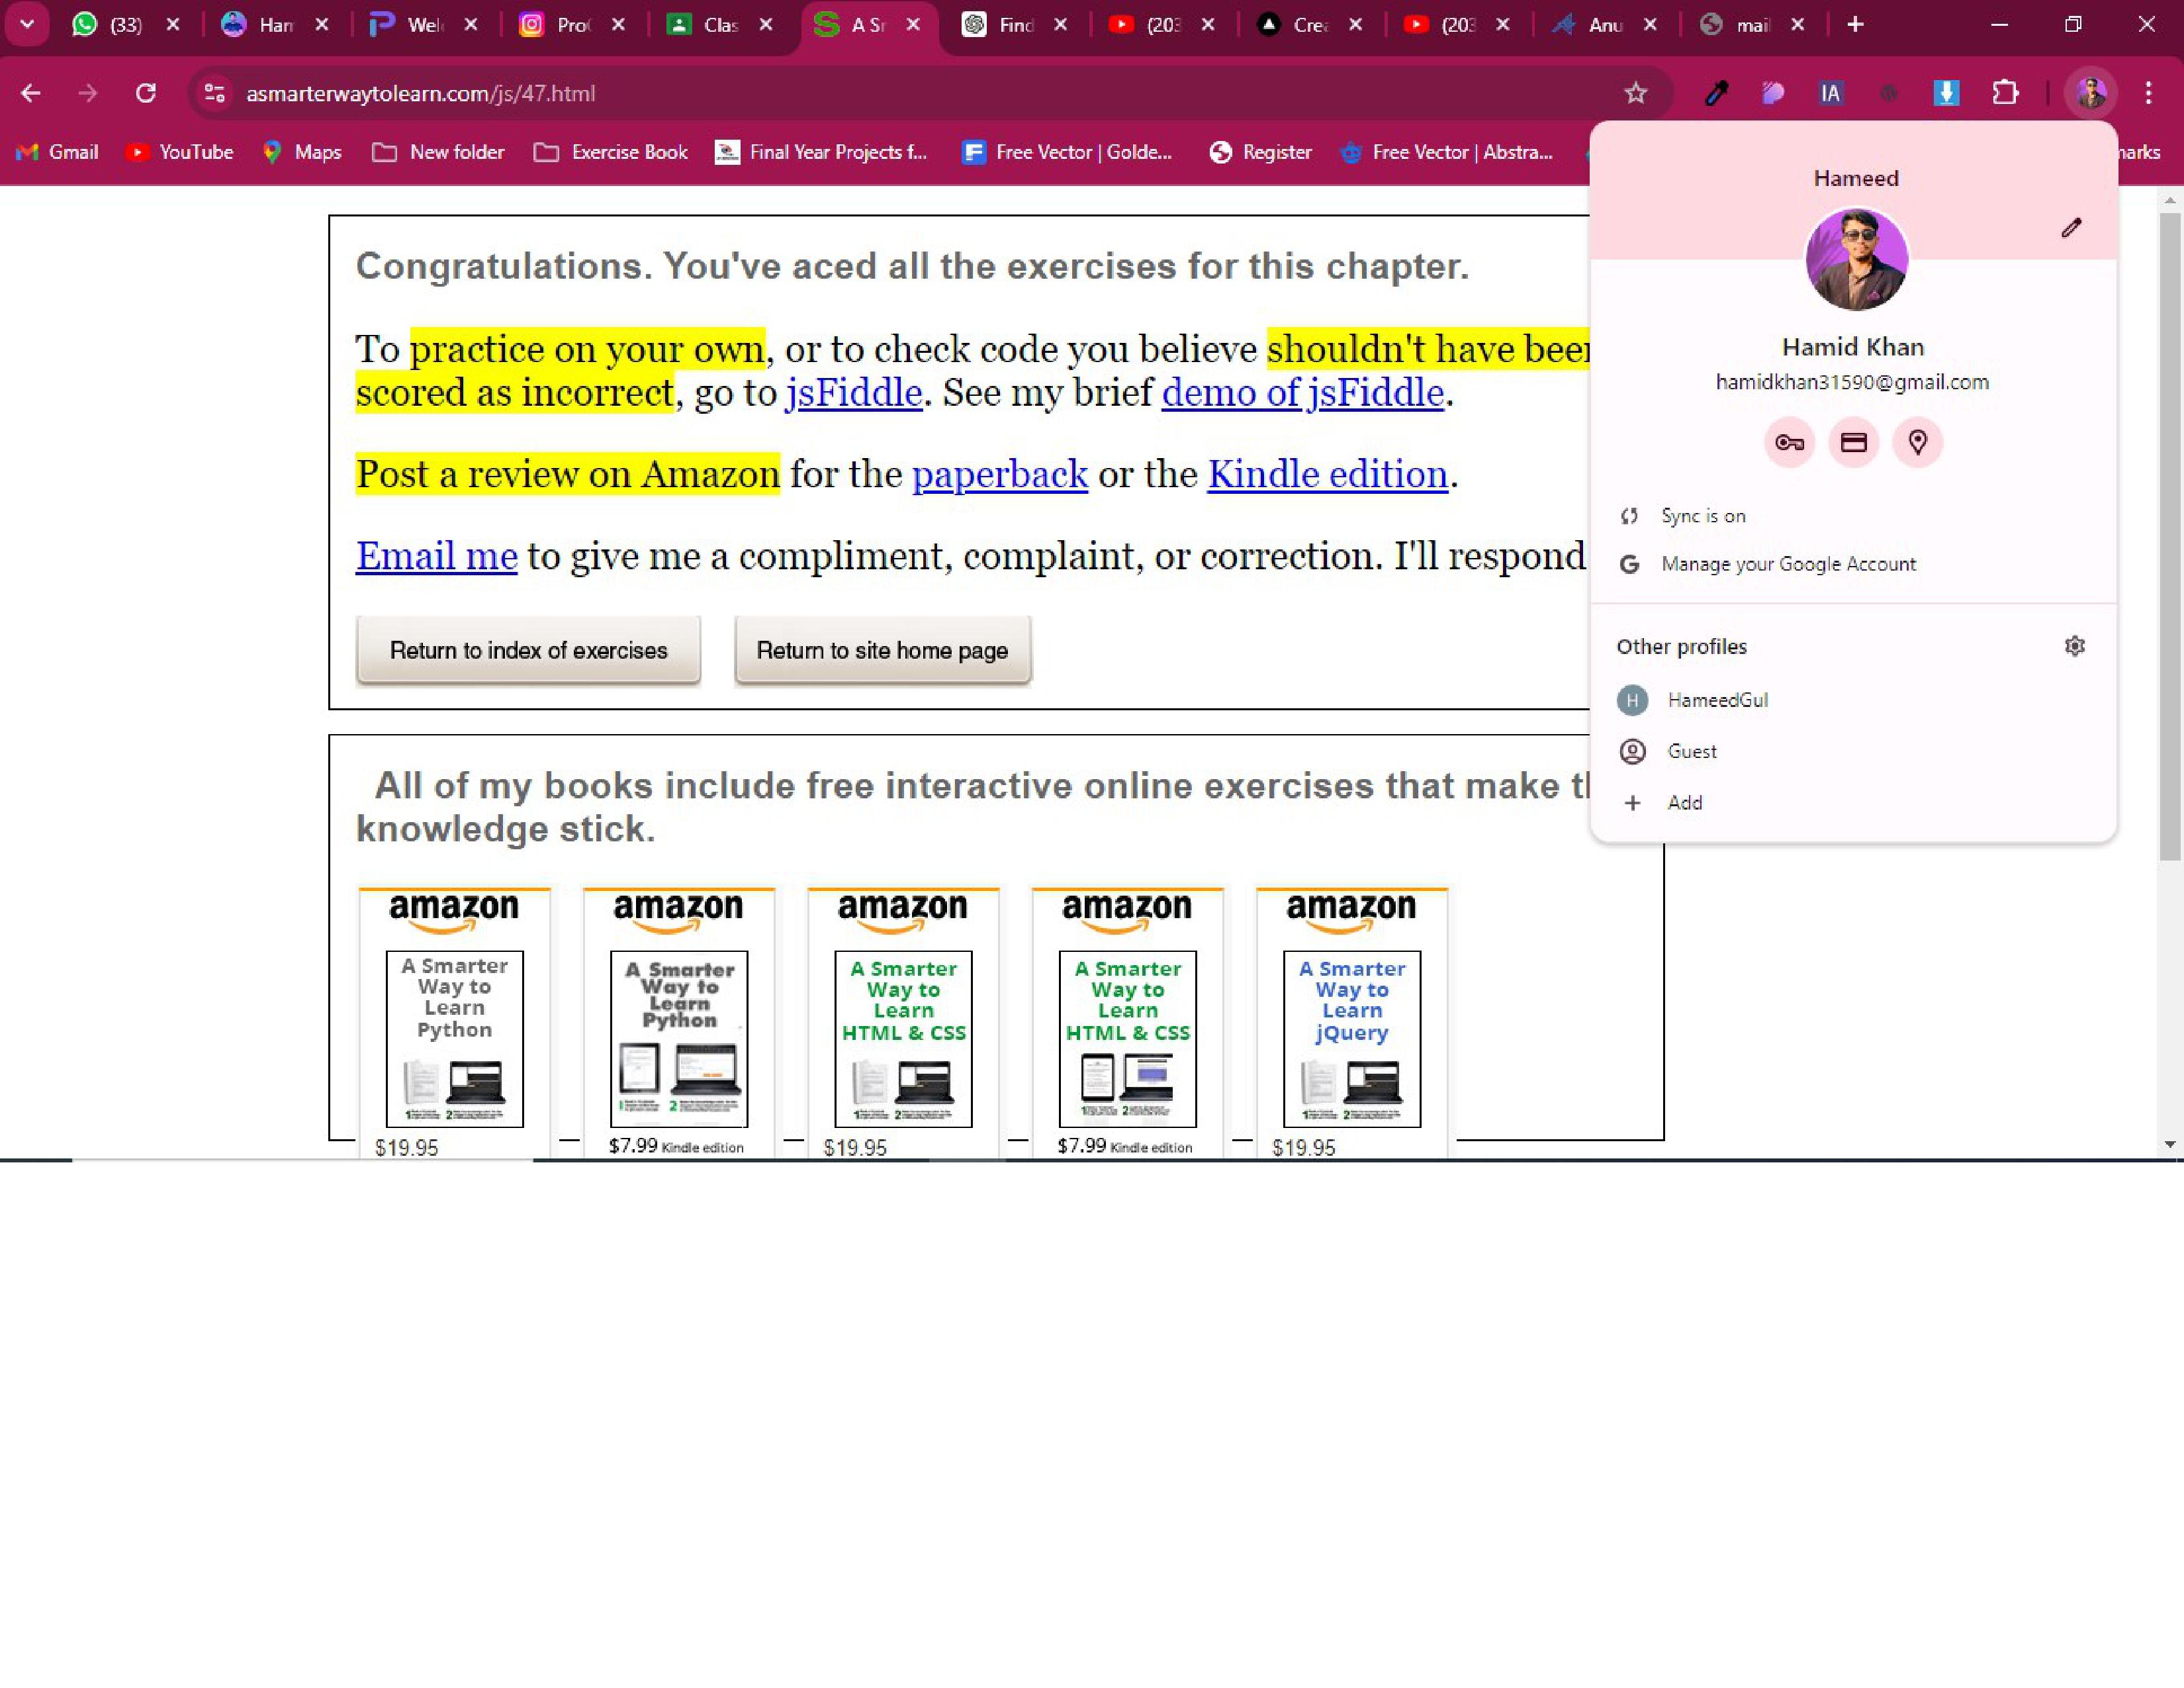 (33)
Harr
Wel
Pro
Clas
A Sr
Find
(203
Crea
(203
Anu
mail
asmarterwaytolearn.com/js/47.html
IA
Gmail
YouTube
Maps
New folder
Exercise Book
Final Year Projects f...
Free Vector | Golde...
Register
Free Vector | Abstra...
narks
Hameed
Hamid Khan
hamidkhan31590@gmail.com
Sync is on
Manage your Google Account
Other profiles
H HameedGul
Guest
Add
Congratulations. You've aced all the exercises for this chapter.
To practice on your own, or to check code you believe shouldn't have been
scored as incorrect, go to jsFiddle. See my brief demo of jsFiddle.
Post a review on Amazon for the paperback or the Kindle edition.
Email me to give me a compliment, complaint, or correction. I'll respond
Return to index of exercises
Return to site home page
All of my books include free interactive online exercises that make th
knowledge stick.
amazon
A Smarter
Way to
Learn
Python
$19.95
amazon
A Smarter
Way to
Learn
Python
$7.99 Kindle edition
amazon
A Smarter
Way to
Learn
HTML & CSS
$19.95
amazon
A Smarter
Way to
Learn
HTML & CSS
$7.99 Kindle edition
amazon
A Smarter
Way to
Learn
jQuery
$19.95